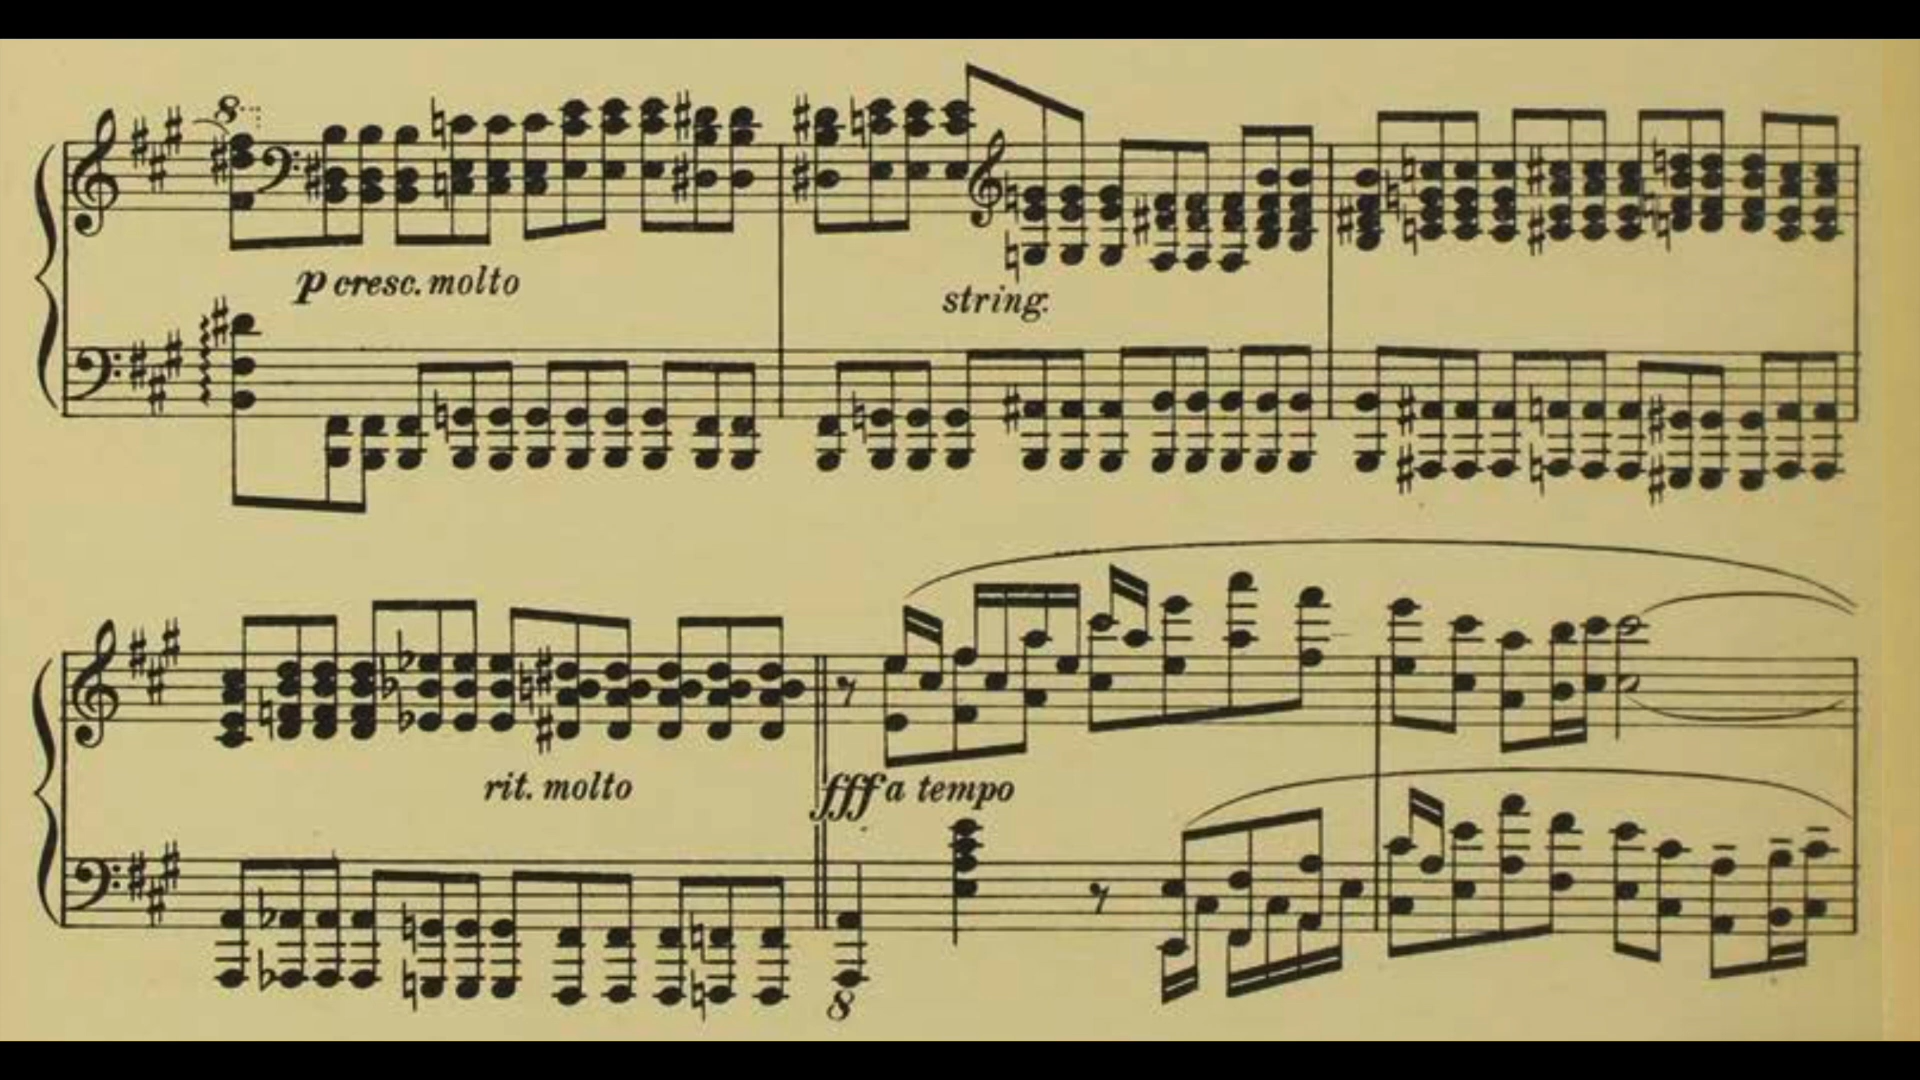 8
p cresc. molto
string.
rit. molto
fff a tempo
8